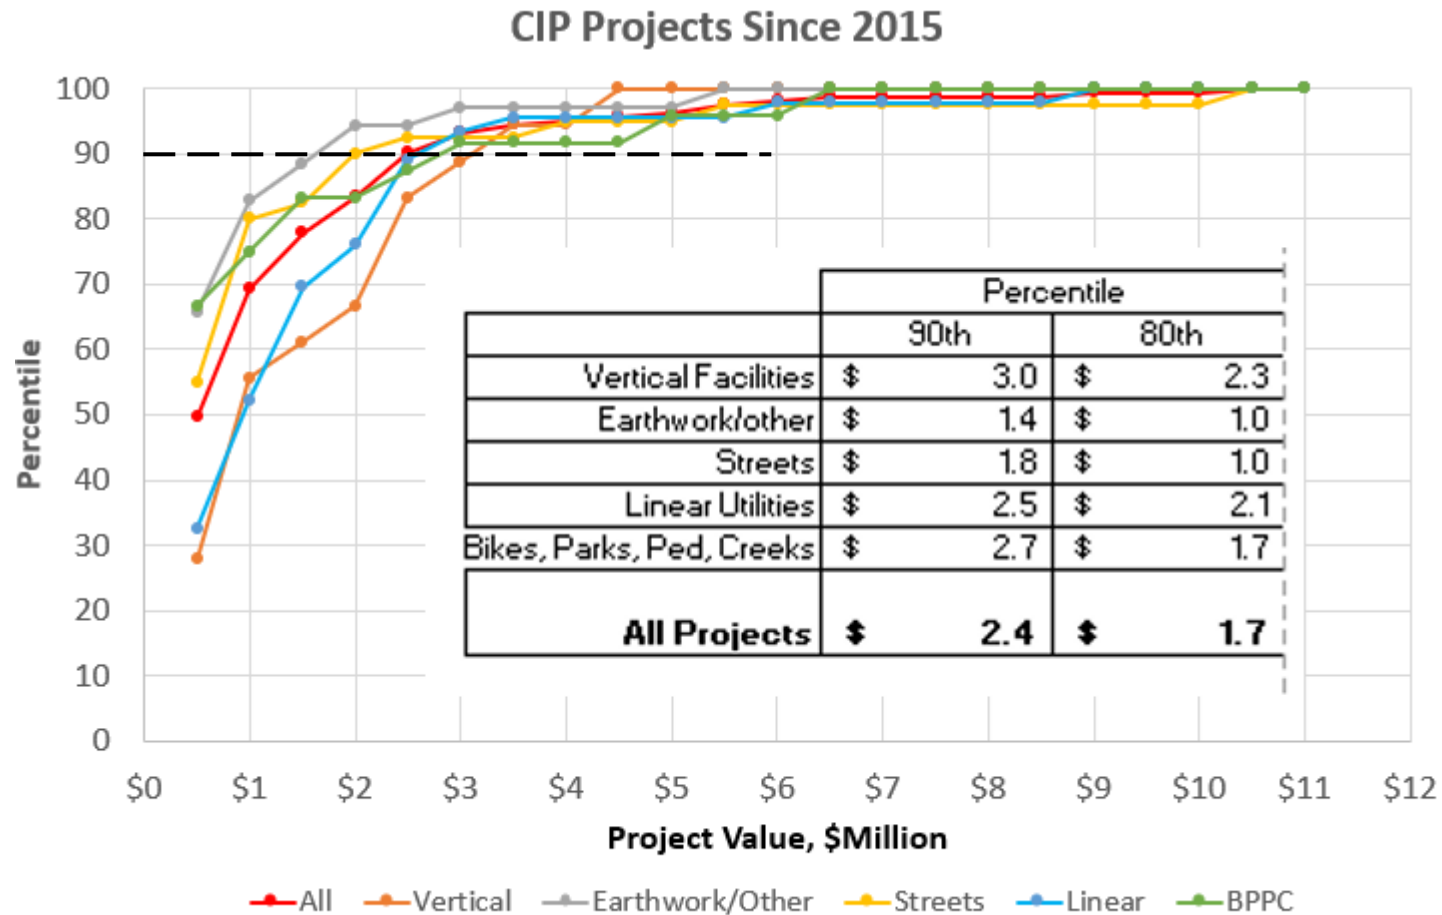 CIP Projects Since 2015
100
90
80
70
60
50
40
30
20
10
0
Percentile
Percentile
90th 80th
Vertical Facilities $ 3.0 $ 2.3
Earthwork/other $ 1.4 $ 1.0
Streets $ 1.8 $ 1.0
Linear Utilities $ 2.5 $ 2.1
Bikes, Parks, Ped, Creeks $ 2.7 $ 1.7
All Projects $ 2.4 $ 1.7
$0 $1 $2 $3 $4 $5 $6 $7 $8 $9 $10 $11 $12
Project Value, $Million
All Vertical Earthwork/Other Streets Linear BPPC